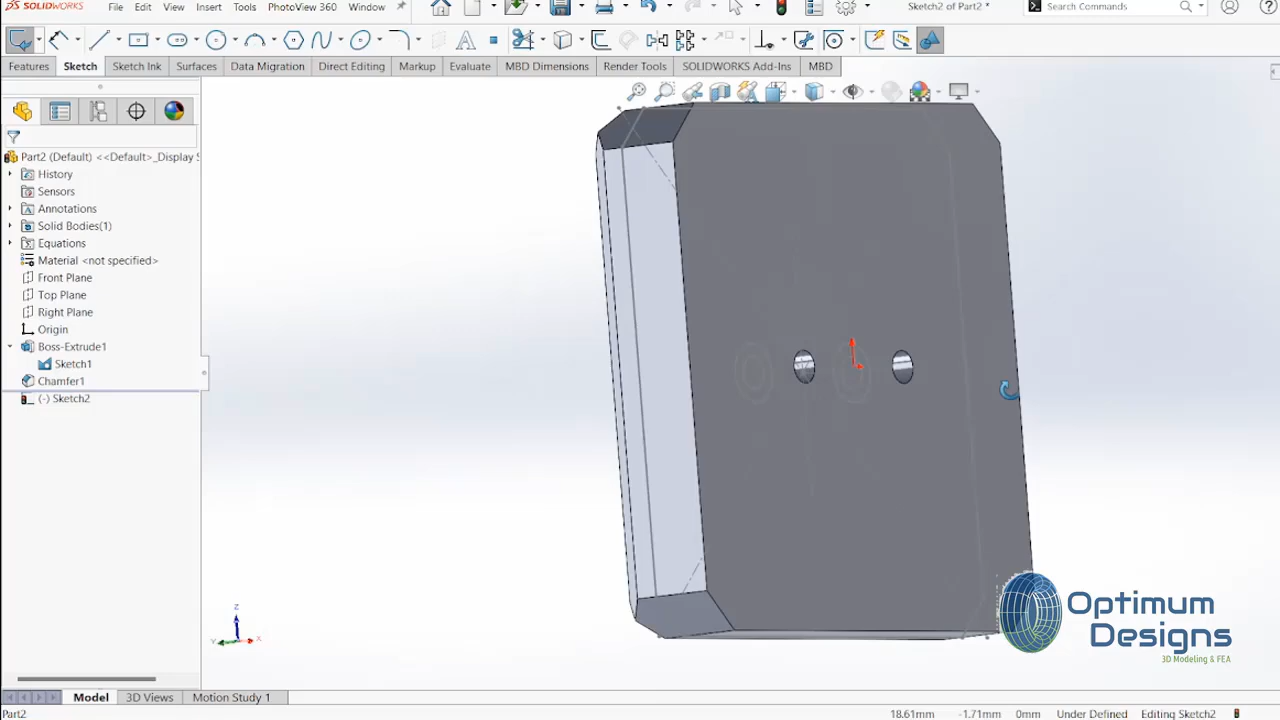 SOLIDWORKS File Edit View Insert Tools PhotoView 360 Window Sketch2 of Part2 * Search Commands
Features Sketch Sketch Ink Surfaces Data Migration Direct Editing Markup Evaluate MBD Dimensions Render Tools SOLIDWORKS Add-Ins MBD
Part2 (Default) <<Default>_Display S
History
Sensors
Annotations
Solid Bodies(1)
Equations
Material <not specified>
Front Plane
Top Plane
Right Plane
Origin
Boss-Extrude1
Sketch1
Chamfer1
(-) Sketch2
Z
Y X
Optimum
Designs
3D Modeling & FEA
Model 3D Views Motion Study 1
Part2 18.61mm -1.71mm 0mm Under Defined Editing Sketch2